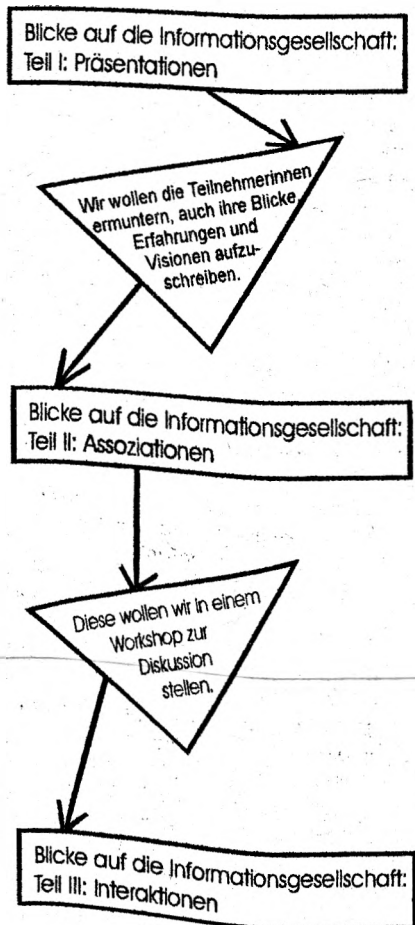 Blicke auf die Informationsgesellschaft:
Teil I: Präsentationen
Wir wollen die Teilnehmerinnen
ermuntern, auch ihre Blicke,
Erfahrungen und
Visionen aufzu-
schreiben.
Blicke auf die Informationsgesellschaft:
Teil II: Assoziationen
Diese wollen wir in einem
Workshop zur
Diskussion
stellen.
Blicke auf die Informationsgesellschaft:
Teil III: Interaktionen